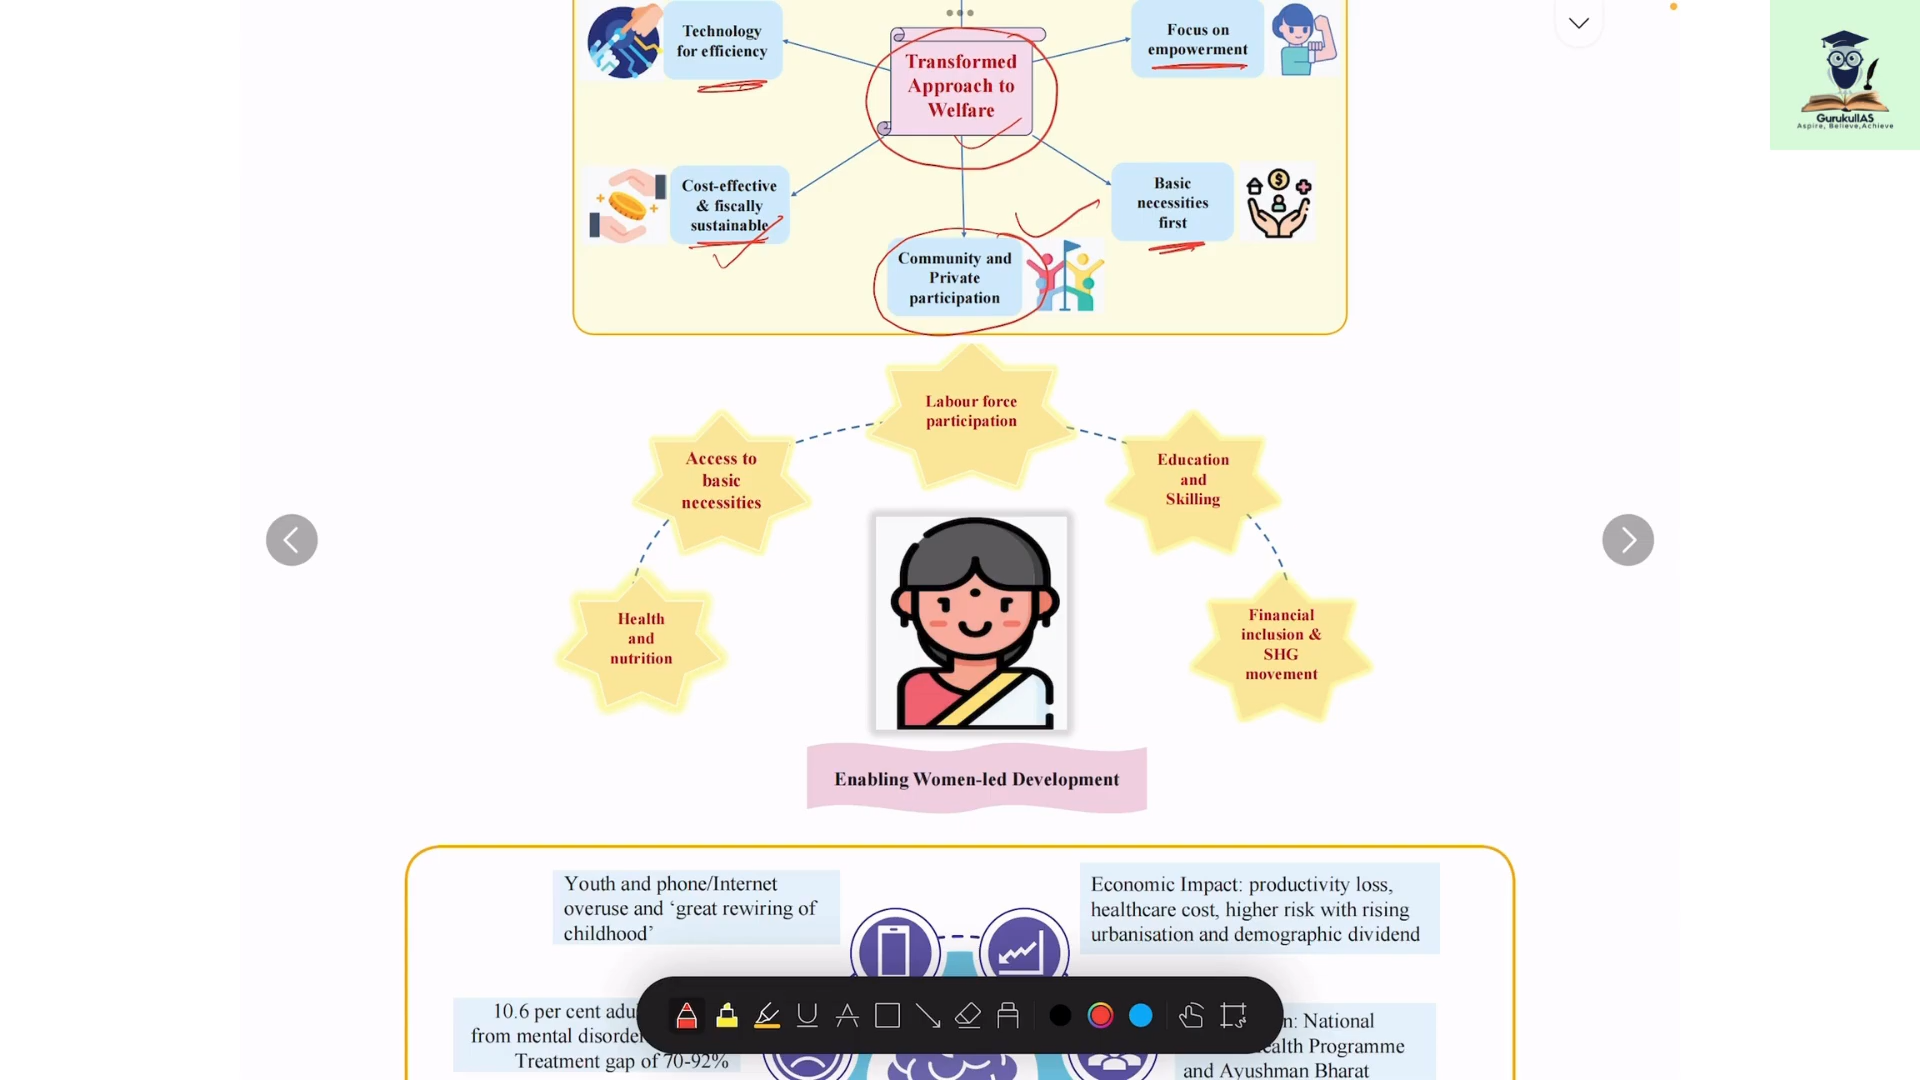 Technology
for efficiency
Transformed
Approach to
Welfare
Focus on
empowerment
GurukulIAS
Aspire, Believe,Achieve
Cost-effective
& fiscally
sustainable
Basic
necessities
first
Community and
Private
participation
Labour force
participation
Access to
basic
necessities
Education
and
Skilling
Health
and
nutrition
Financial
inclusion &
SHG
movement
Enabling Women-led Development
Youth and phone/Internet
overuse and ‘great rewiring of
childhood’
Economic Impact: productivity loss,
healthcare cost, higher risk with rising
urbanisation and demographic dividend
10.6 per cent
from mental
Treatment gap of 70-92%
National
Programme
and Ayushman Bharat